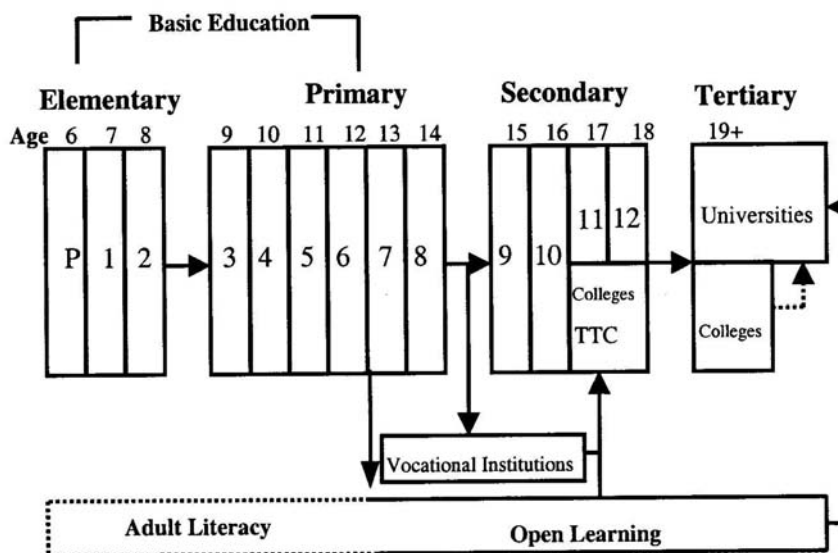 Basic Education
Elementary Primary Secondary Tertiary
Age 6 7 8 9 10 11 12 13 14 15 16 17 18 19+
P 1 2 3 4 5 6 7 8 9 10 11 12 Universities
Colleges
TTC
Colleges
Vocational Institutions
Adult Literacy Open Learning